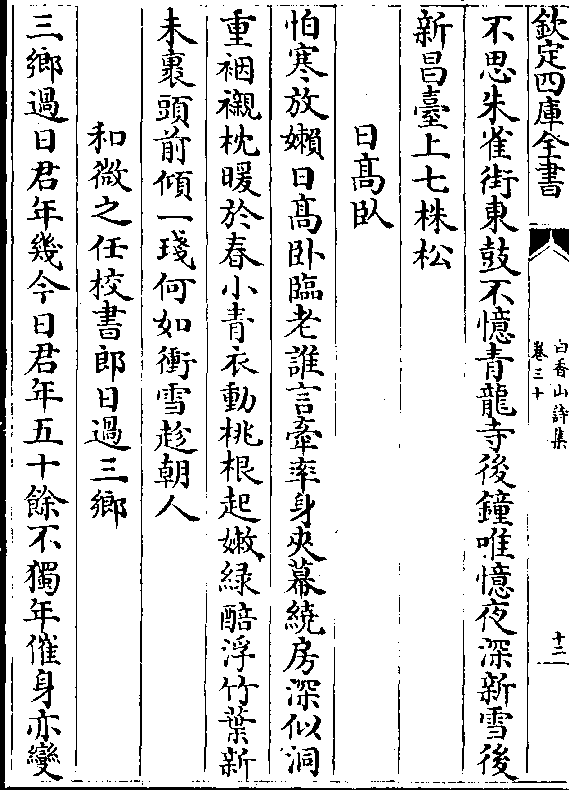 欽定四庫全書
白香山詩集
卷三十
十二
不思朱雀街東鼓不憶青龍寺後鐘唯憶夜深新雪後
新昌臺上七株松
日髙臥
怕寒放嬾日髙臥臨老誰言牽率身夾幕繞房深似洞
重裀襯枕暖於春小青衣動桃根起嫩緑醅浮竹葉新
未裹頭前傾一琖何如衝雪趁朝人
和微之任校書郎日過三鄉
三鄉過日君年幾今日君年五十餘不獨年催身亦變